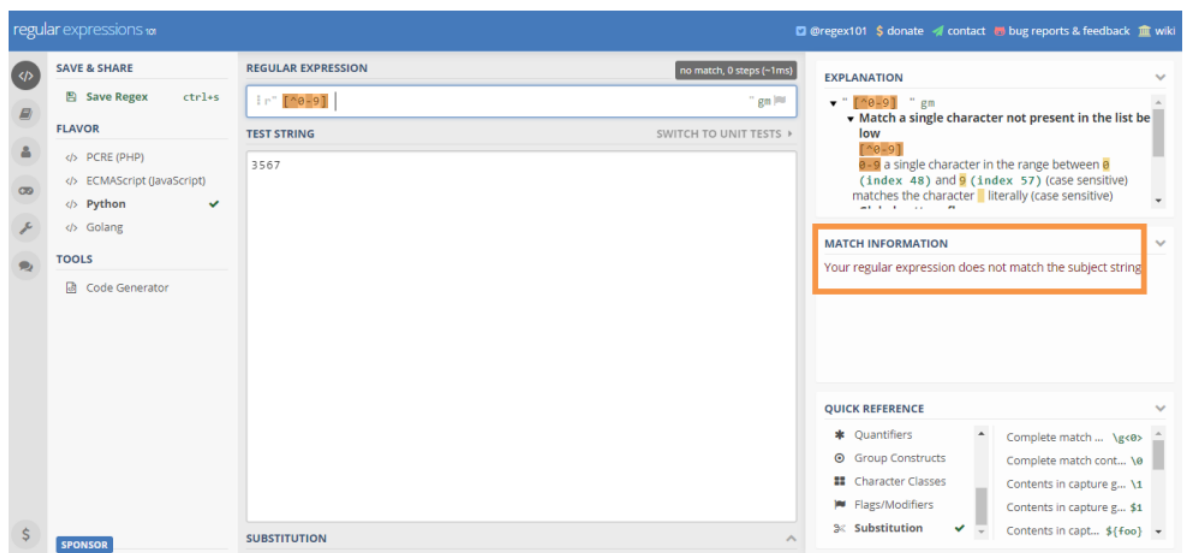 regular expressions 101
@regex101 $ donate contact bug reports & feedback wiki
SAVE & SHARE
Save Regex ctrl+s
FLAVOR
</> PCRE (PHP)
</> ECMAScript (JavaScript)
</> Python
</> Golang
TOOLS
Code Generator
SPONSOR
REGULAR EXPRESSION
no match, 0 steps (~1ms)
r" [^0-9] " gm
TEST STRING
SWITCH TO UNIT TESTS
3567
SUBSTITUTION
EXPLANATION
" [^0-9] " gm
Match a single character not present in the list be
low
[^0-9]
0-9 a single character in the range between 0
(index 48) and 9 (index 57) (case sensitive)
matches the character literally (case sensitive)
MATCH INFORMATION
Your regular expression does not match the subject string
QUICK REFERENCE
Quantifiers
Group Constructs
Character Classes
Flags/Modifiers
Substitution
Complete match ... \g<0>
Complete match cont... \0
Contents in capture g... \1
Contents in capture g... $1
Contents in capt... ${foo}